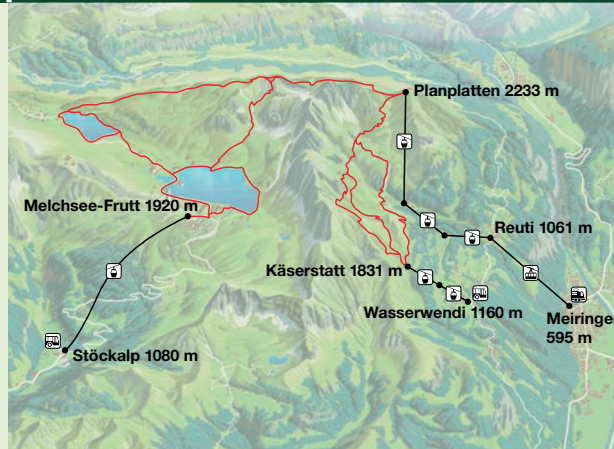 Planplatten 2233 m
Melchsee-Frutt 1920 m
Reuti 1061 m
Käserstatt 1831 m
Wasserwendi 1160 m
Meiringe
595 m
Stöckalp 1080 m